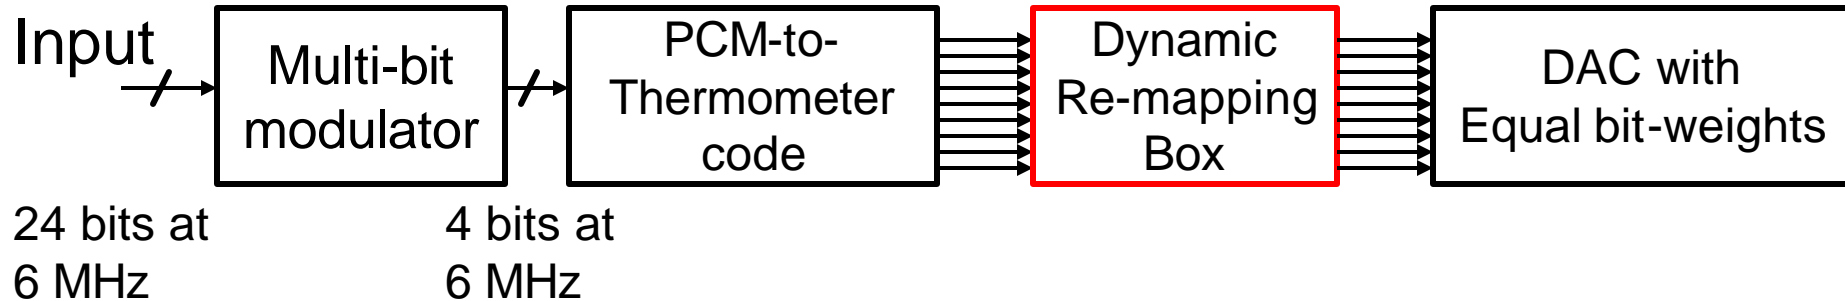 Input
Multi-bit
modulator
PCM-to-
Thermometer
code
Dynamic
Re-mapping
Box
DAC with
Equal bit-weights
24 bits at
6 MHz
4 bits at
6 MHz